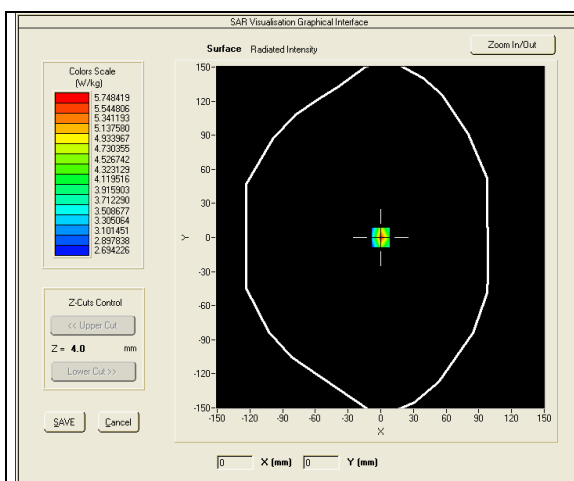 SAR Visualisation Graphical Interface
Surface Radiated Intensity
Zoom In/Out
Colors Scale
(W/kg)
5.748419
5.544806
5.341193
5.137580
4.933967
4.730355
4.526742
4.323129
4.119516
3.915903
3.712290
3.508677
3.305064
3.101451
2.897838
2.694226
150
120
90
60
30
0
-30
-60
-90
-120
-150
Y
-150 -120 -90 -60 -30 0 30 60 90 120 150
X
Z-Cuts Control
<< Upper Cut
Z = 4.0 mm
Lower Cut >>
SAVE Cancel
0 X (mm) 0 Y (mm)